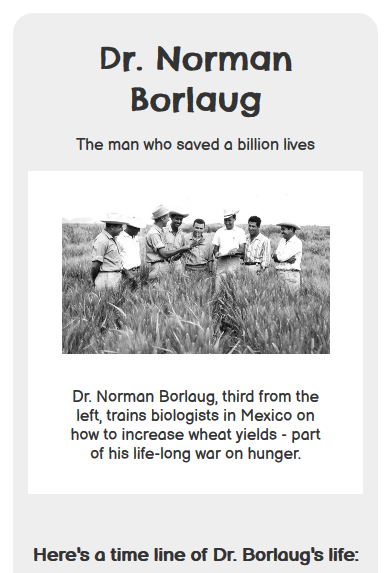 Dr. Norman
Borlaug
The man who saved a billion lives
Dr. Norman Borlaug, third from the
left, trains biologists in Mexico on
how to increase wheat yields - part
of his life-long war on hunger.
Here's a time line of Dr. Borlaug's life: